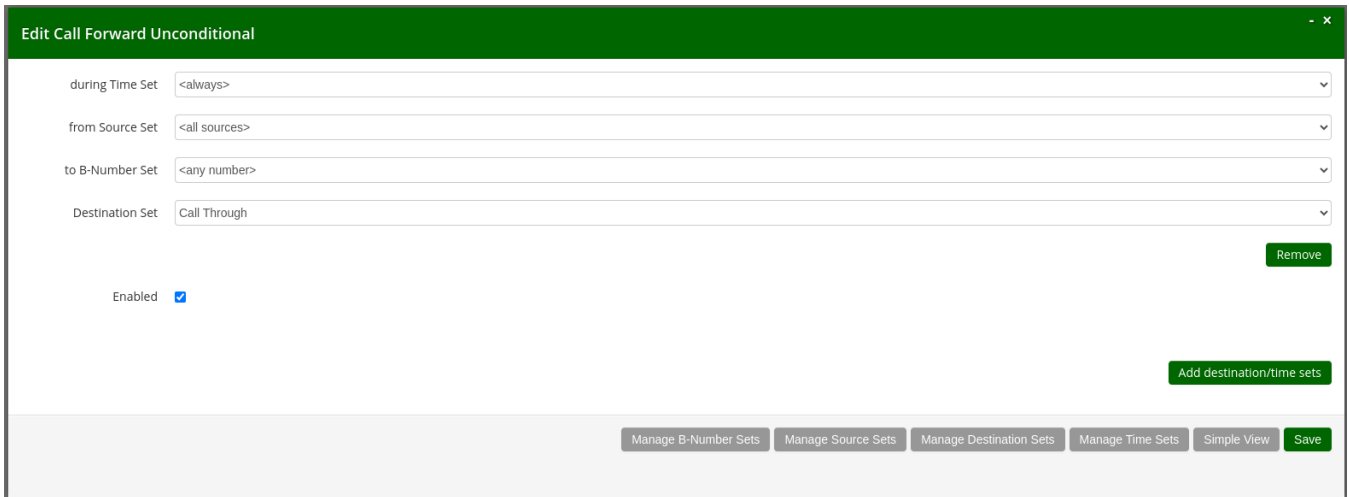 - ×
Edit Call Forward Unconditional
during Time Set <always>
from Source Set <all sources>
to B-Number Set <any number>
Destination Set Call Through
Remove
Enabled
Add destination/time sets
Manage B-Number Sets Manage Source Sets Manage Destination Sets Manage Time Sets Simple View Save